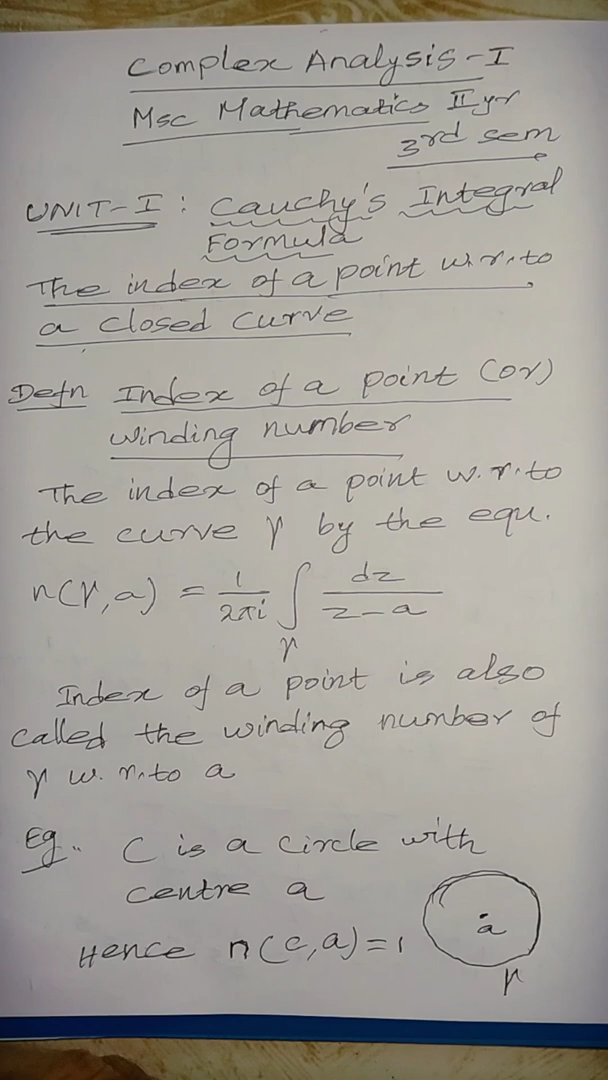 Complex Analysis-I
Msc Mathematics II yr
3rd sem
UNIT-I : Cauchy's Integral
Formula
The index of a point w.r.to
a closed curve
Defn Index of a point (or)
winding number
The index of a point w.r.to
the curve γ by the equ.
n(γ,a) = 1/2πi ∫γ dz/z-a
Index of a point is also
called the winding number of
γ w.r.to a
Eg. C is a circle with
centre a
a
Hence n(c,a)=1
γ